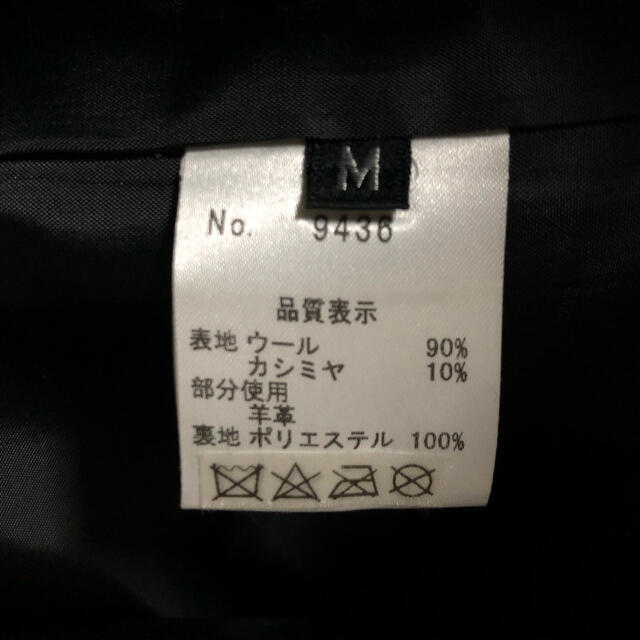 M
No. 9436
品質表示
表地 ウール 90%
カシミヤ 10%
部分使用
羊革
裏地 ポリエステル 100%